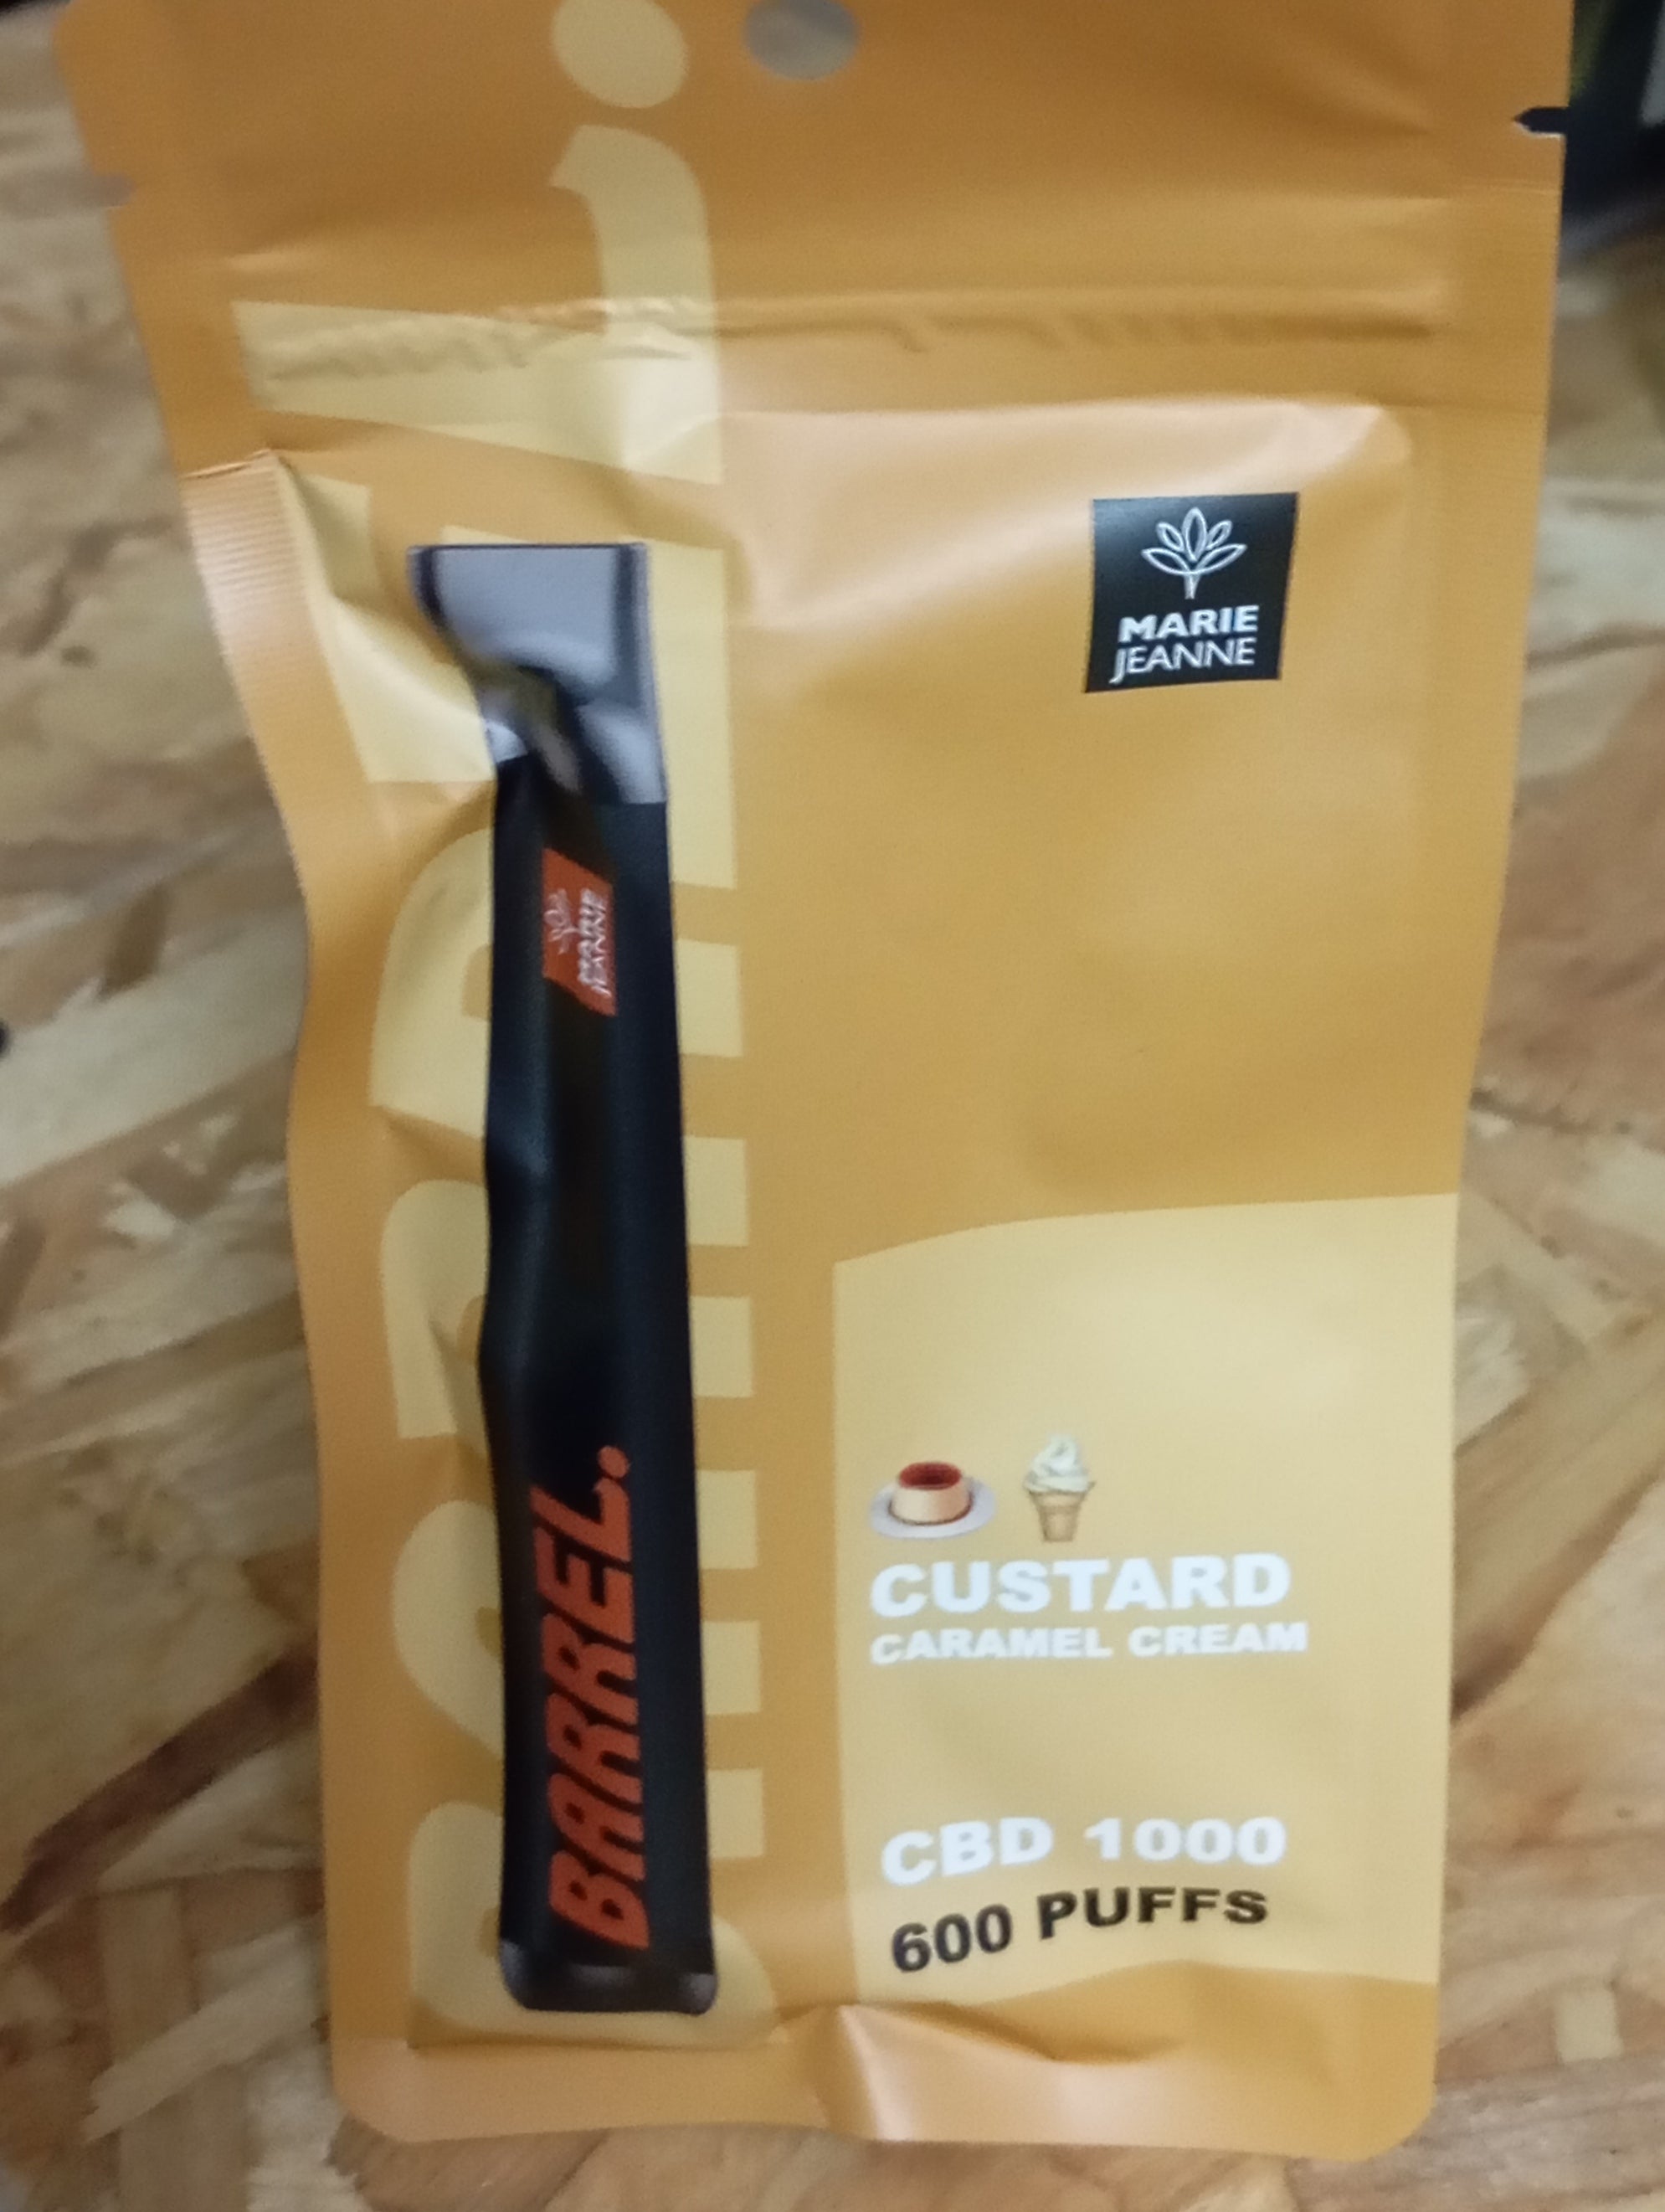 MARIE
JEANNE
MARIE
JEANNE
BARREL.
CUSTARD
CARAMEL CREAM
CBD 1000
600 PUFFS